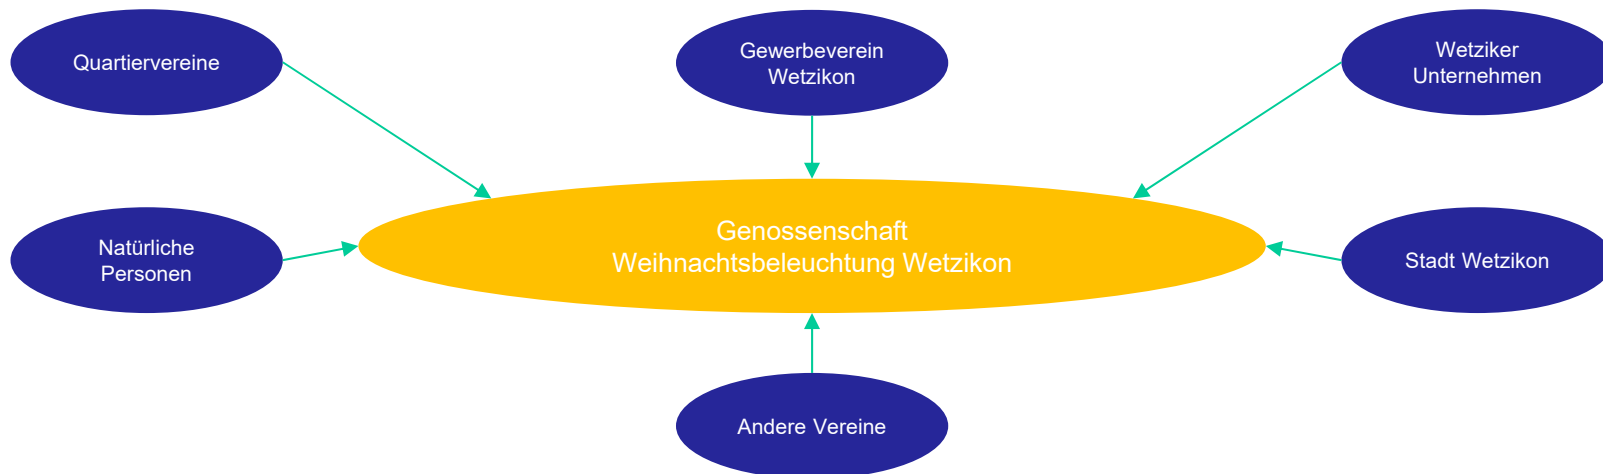 Quartiervereine
Gewerbeverein
Wetzikon
Wetziker
Unternehmen
Natürliche
Personen
Genossenschaft
Weihnachtsbeleuchtung Wetzikon
Stadt Wetzikon
Andere Vereine